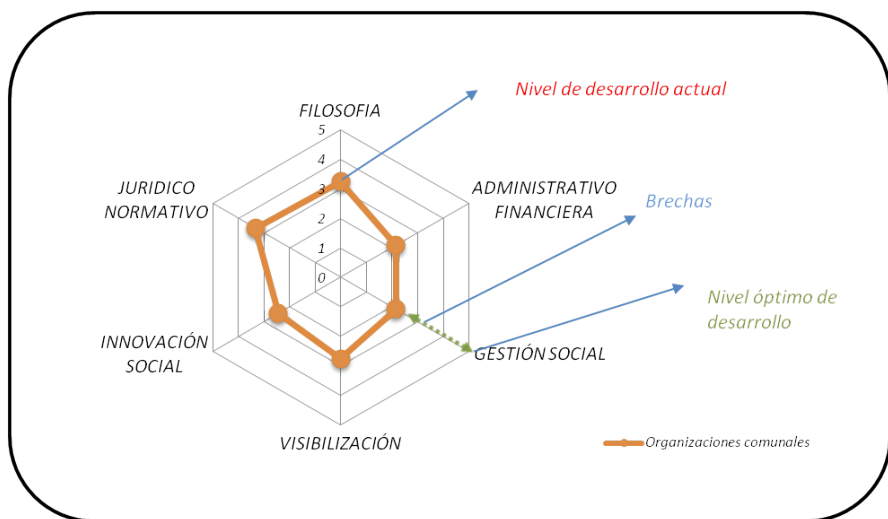 Nivel de desarrollo actual
FILOSOFIA
5
4
3
2
1
0
JURIDICO
NORMATIVO
ADMINISTRATIVO
FINANCIERA
Brechas
Nivel óptimo de
desarrollo
INNOVACIÓN
SOCIAL
GESTIÓN SOCIAL
VISIBILIZACIÓN
Organizaciones comunales